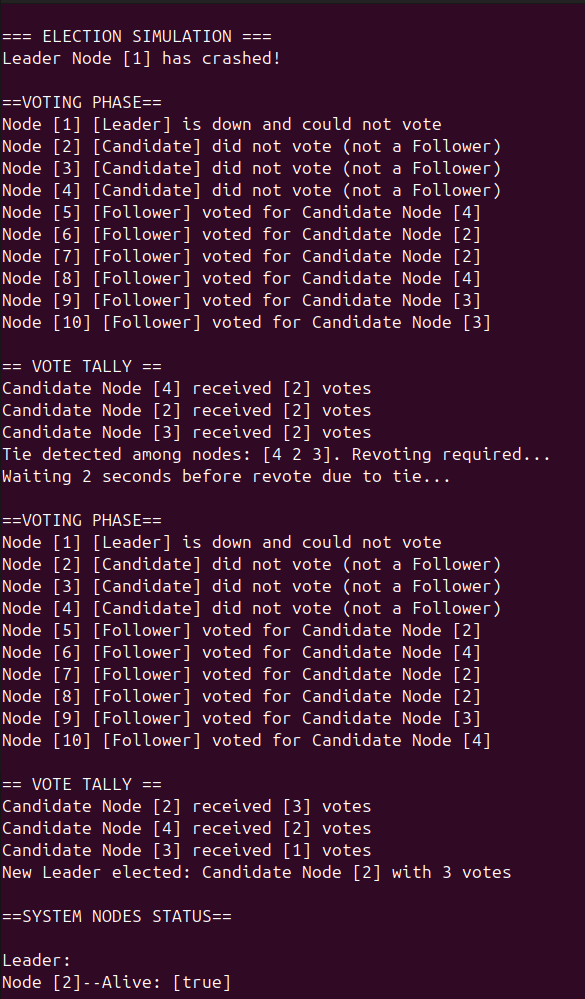 === ELECTION SIMULATION ===
Leader Node [1] has crashed!
==VOTING PHASE==
Node [1] [Leader] is down and could not vote
Node [2] [Candidate] did not vote (not a Follower)
Node [3] [Candidate] did not vote (not a Follower)
Node [4] [Candidate] did not vote (not a Follower)
Node [5] [Follower] voted for Candidate Node [4]
Node [6] [Follower] voted for Candidate Node [2]
Node [7] [Follower] voted for Candidate Node [2]
Node [8] [Follower] voted for Candidate Node [4]
Node [9] [Follower] voted for Candidate Node [3]
Node [10] [Follower] voted for Candidate Node [3]
== VOTE TALLY ==
Candidate Node [4] received [2] votes
Candidate Node [2] received [2] votes
Candidate Node [3] received [2] votes
Tie detected among nodes: [4 2 3]. Revoting required...
Waiting 2 seconds before revote due to tie...
==VOTING PHASE==
Node [1] [Leader] is down and could not vote
Node [2] [Candidate] did not vote (not a Follower)
Node [3] [Candidate] did not vote (not a Follower)
Node [4] [Candidate] did not vote (not a Follower)
Node [5] [Follower] voted for Candidate Node [2]
Node [6] [Follower] voted for Candidate Node [4]
Node [7] [Follower] voted for Candidate Node [2]
Node [8] [Follower] voted for Candidate Node [2]
Node [9] [Follower] voted for Candidate Node [3]
Node [10] [Follower] voted for Candidate Node [4]
== VOTE TALLY ==
Candidate Node [2] received [3] votes
Candidate Node [4] received [2] votes
Candidate Node [3] received [1] votes
New Leader elected: Candidate Node [2] with 3 votes
==SYSTEM NODES STATUS==
Leader:
Node [2]--Alive: [true]